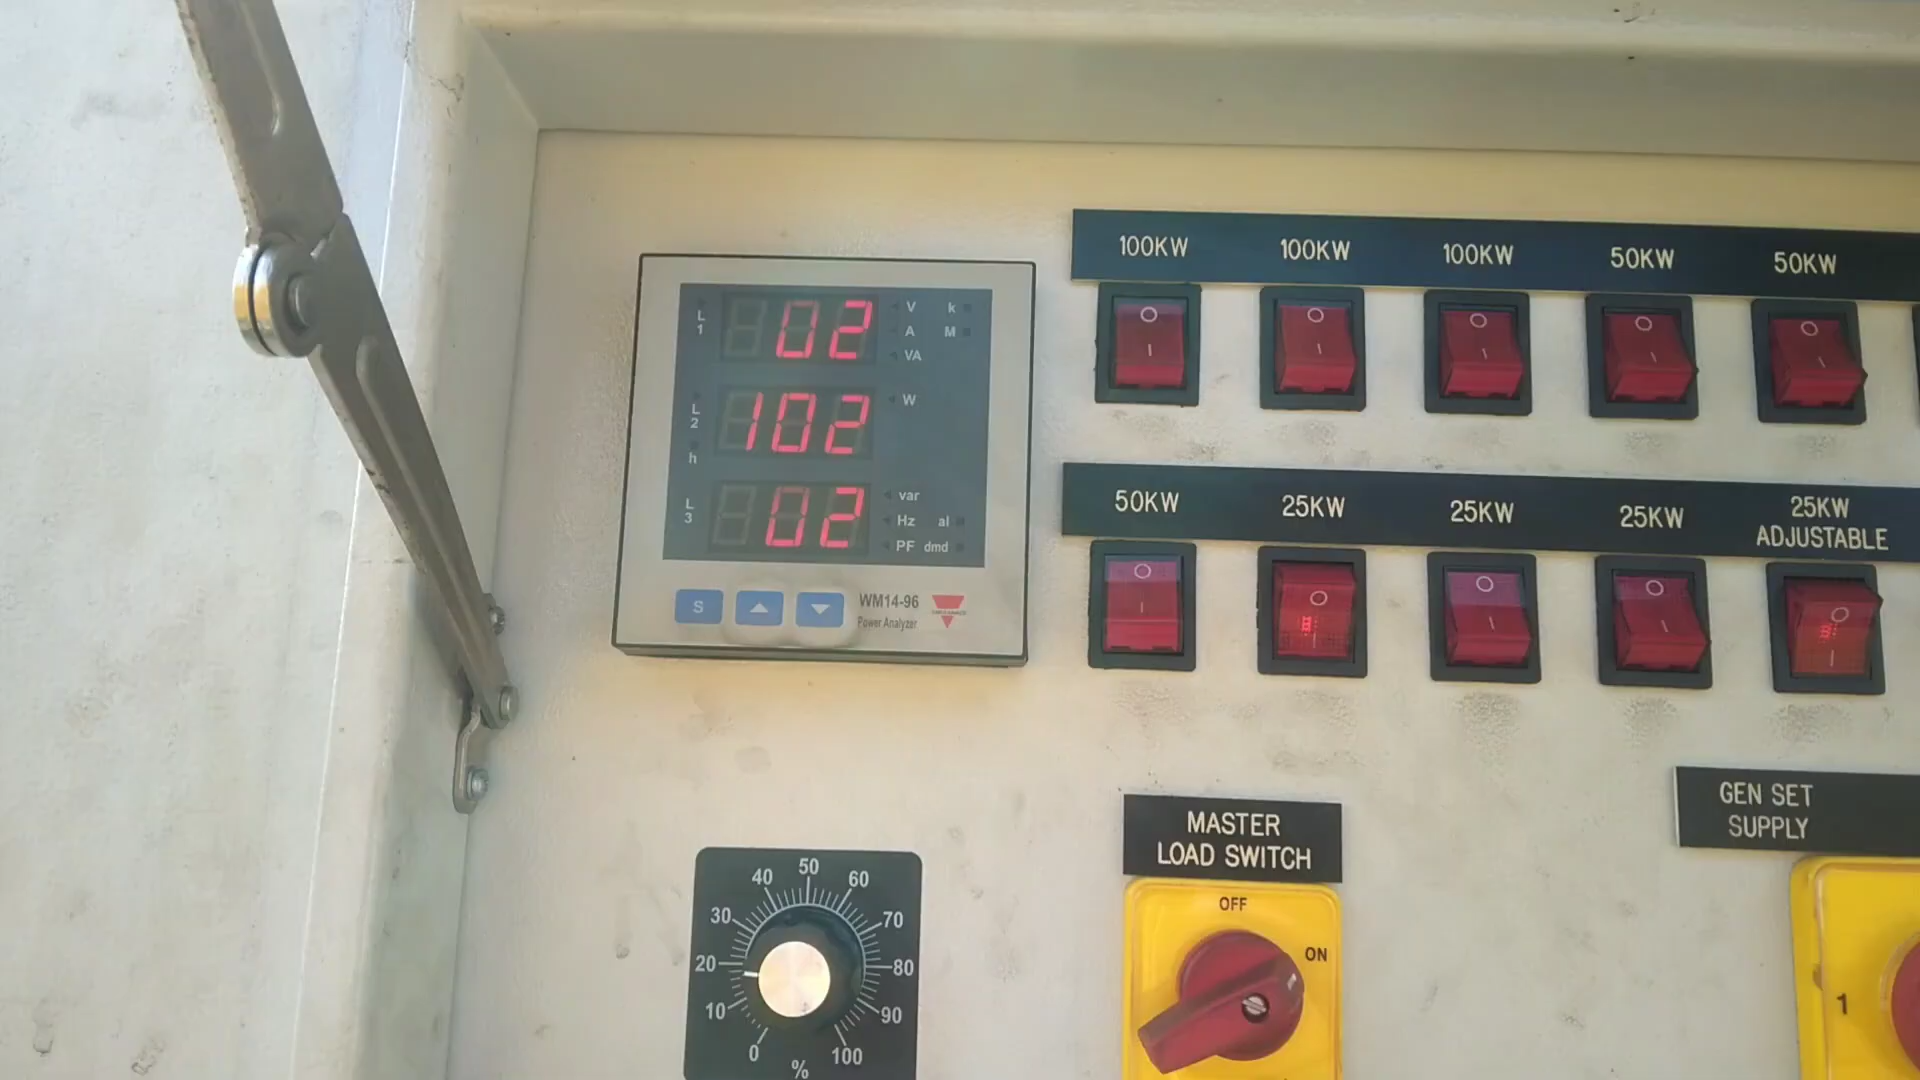 100KW 100KW 100KW 50KW 50KW
L1 02 V k
A M
VA
L2 102 W
h
L3 02 var
Hz al
PF dmd
S
WM14-96
Power Analyzer
50KW 25KW 25KW 25KW 25KW
ADJUSTABLE
MASTER
LOAD SWITCH
OFF
ON
GEN SET
SUPPLY
1
0 10 20 30 40 50 60 70 80 90 100
%